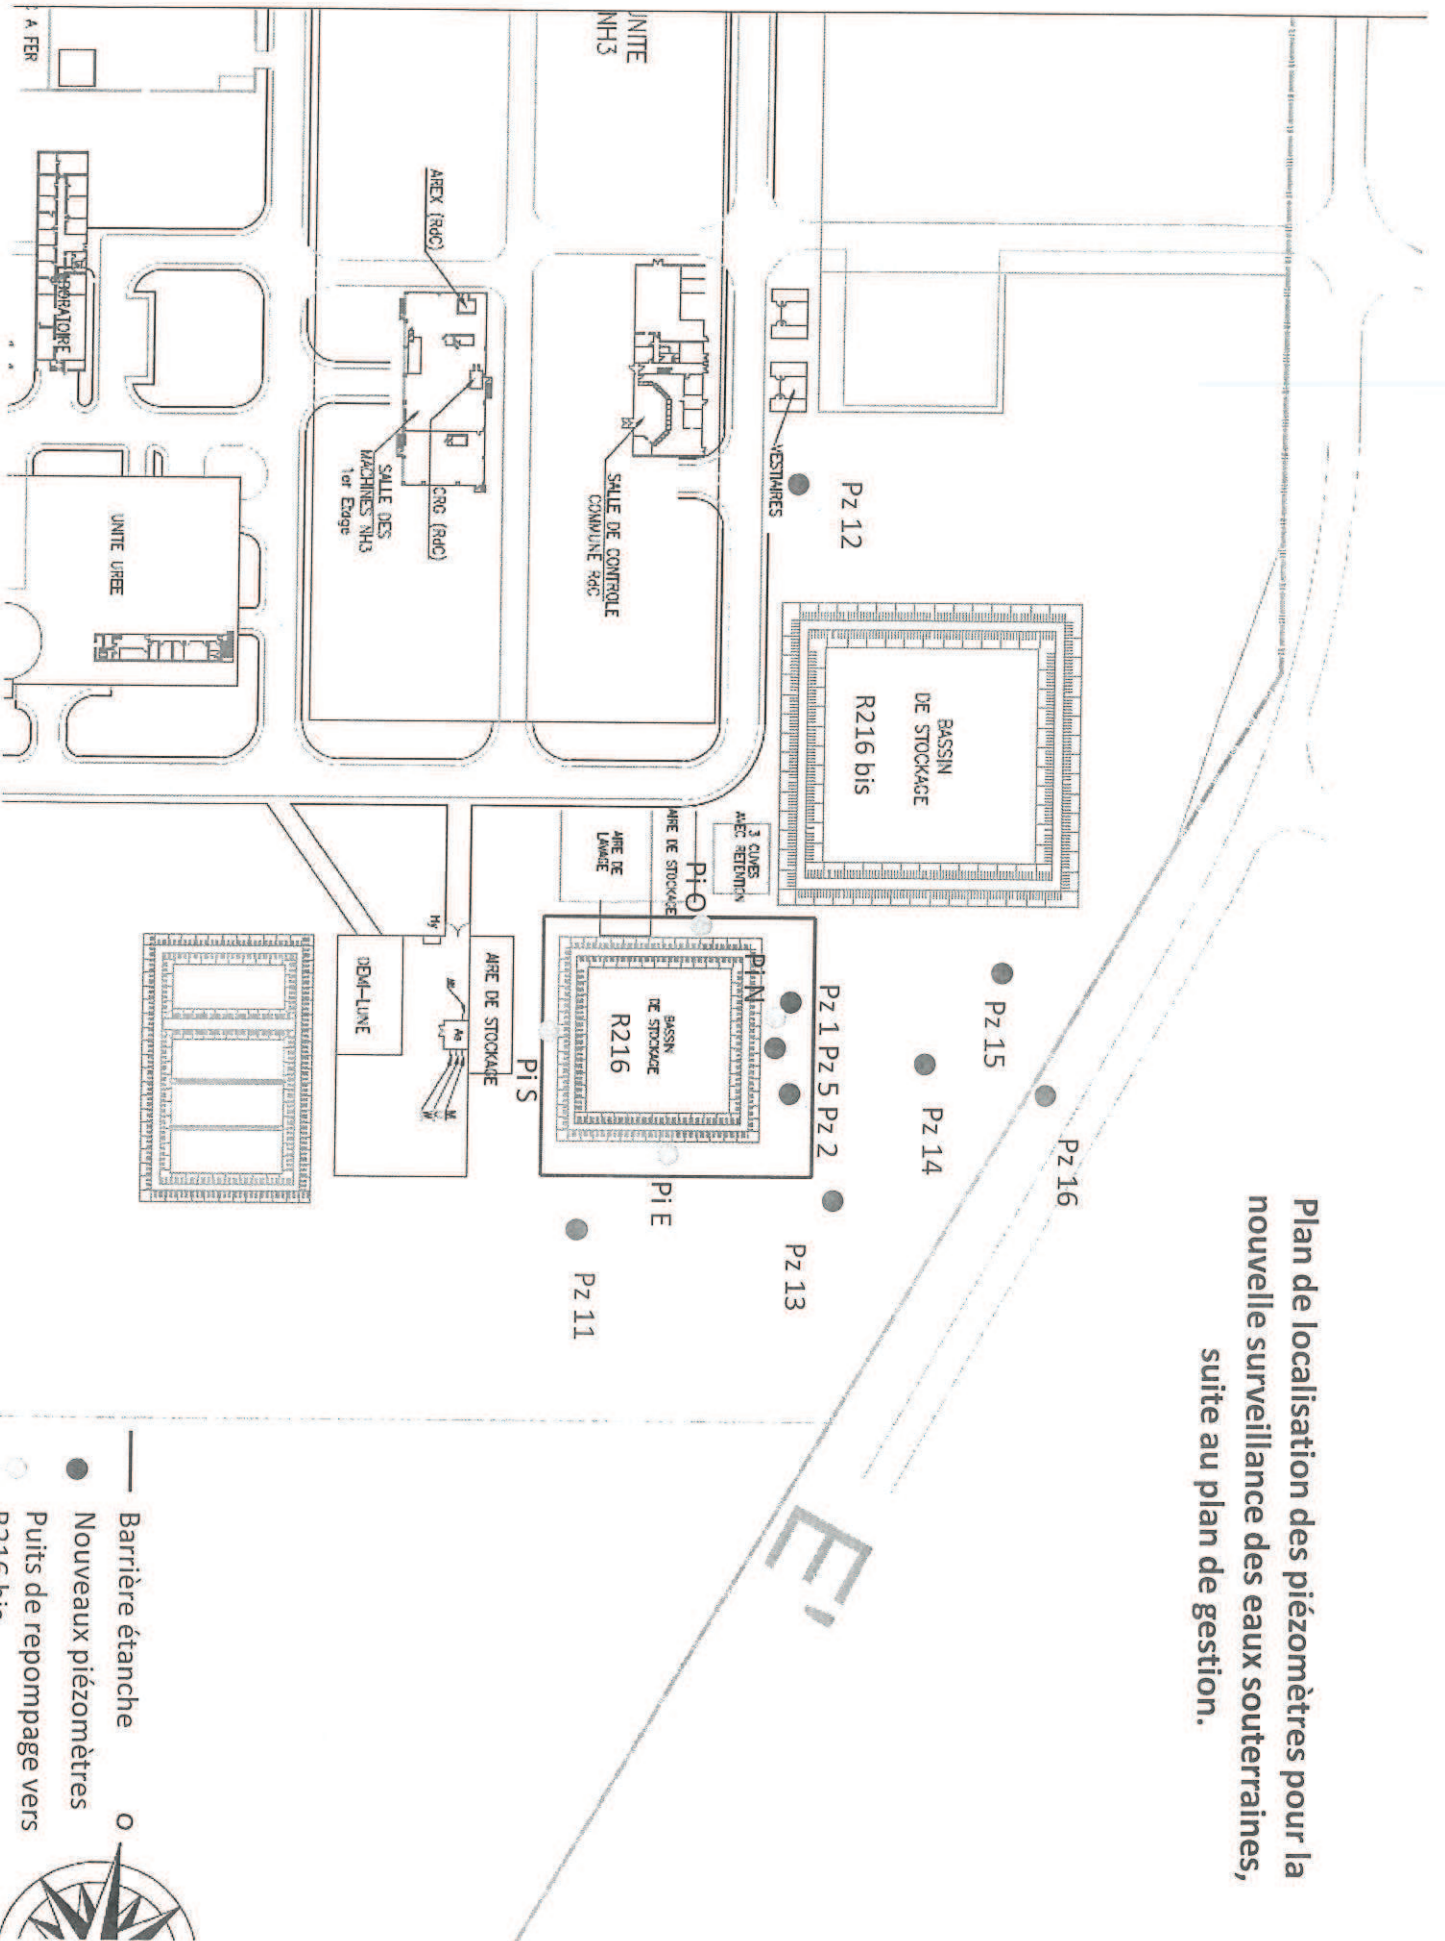 Plan de localisation des piézomètres pour la
nouvelle surveillance des eaux souterraines,
suite au plan de gestion.
E'
Pz 16
Pz 15
Pz 14
Pz 13
Pz 12
Pz 1 Pz 5 Pz 2
Pz 11
BASSIN
DE STOCKAGE
R216 bis
VESTIAIRES
3 CUVES
AVEC RETENTION
Pi O
Pi N
Pi E
Pi S
BASSIN
DE STOCKAGE
R216
AIRE DE STOCKAGE
AIRE DE
LAVAGE
UNITE
NH3
SALLE DE CONTROLE
COMMUNE RdC
AREX (RdC)
CRG (RdC)
SALLE DES
MACHINES NH3
1er Etage
AIRE DE STOCKAGE
DEMI-LUNE
UNITE UREE
LABORATOIRE
A FER
Barrière étanche
Nouveaux piézomètres
Puits de repompage vers
R216 bis
O